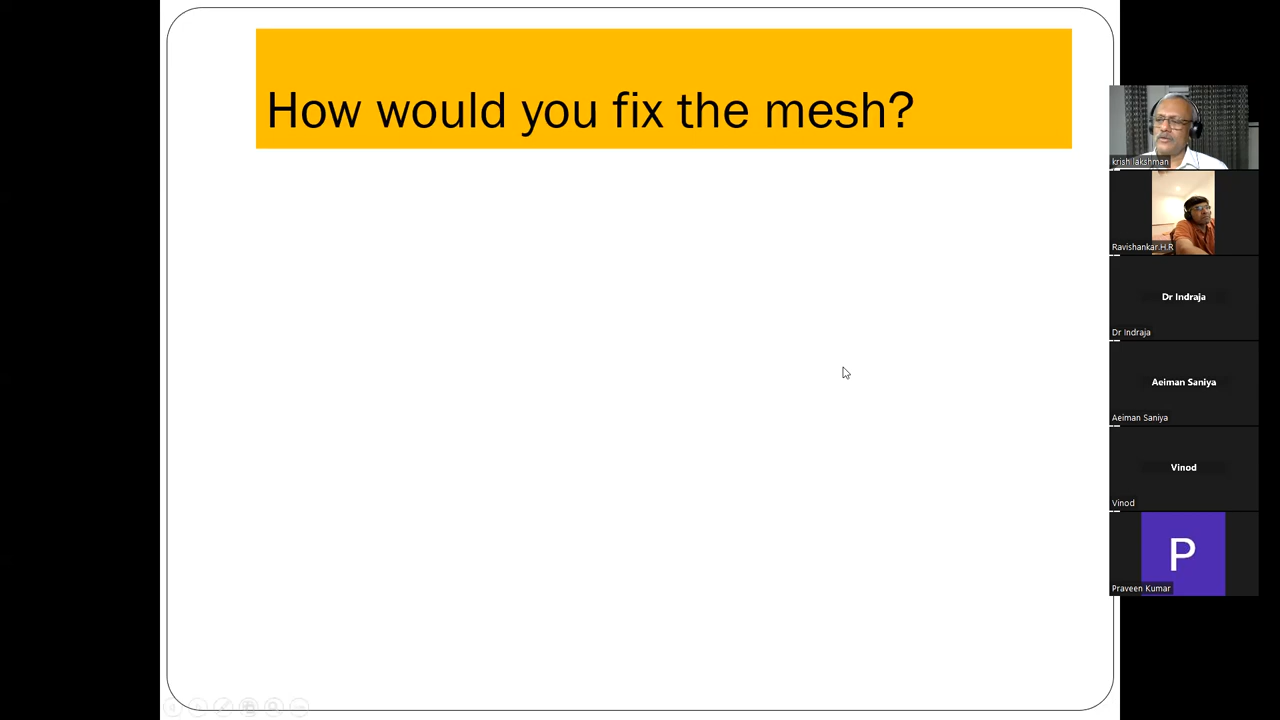 How would you fix the mesh?
krish lakshman
Ravishankar.H.R
Dr Indraja
Dr Indraja
Aeiman Saniya
Aeiman Saniya
Vinod
Vinod
P
Praveen Kumar